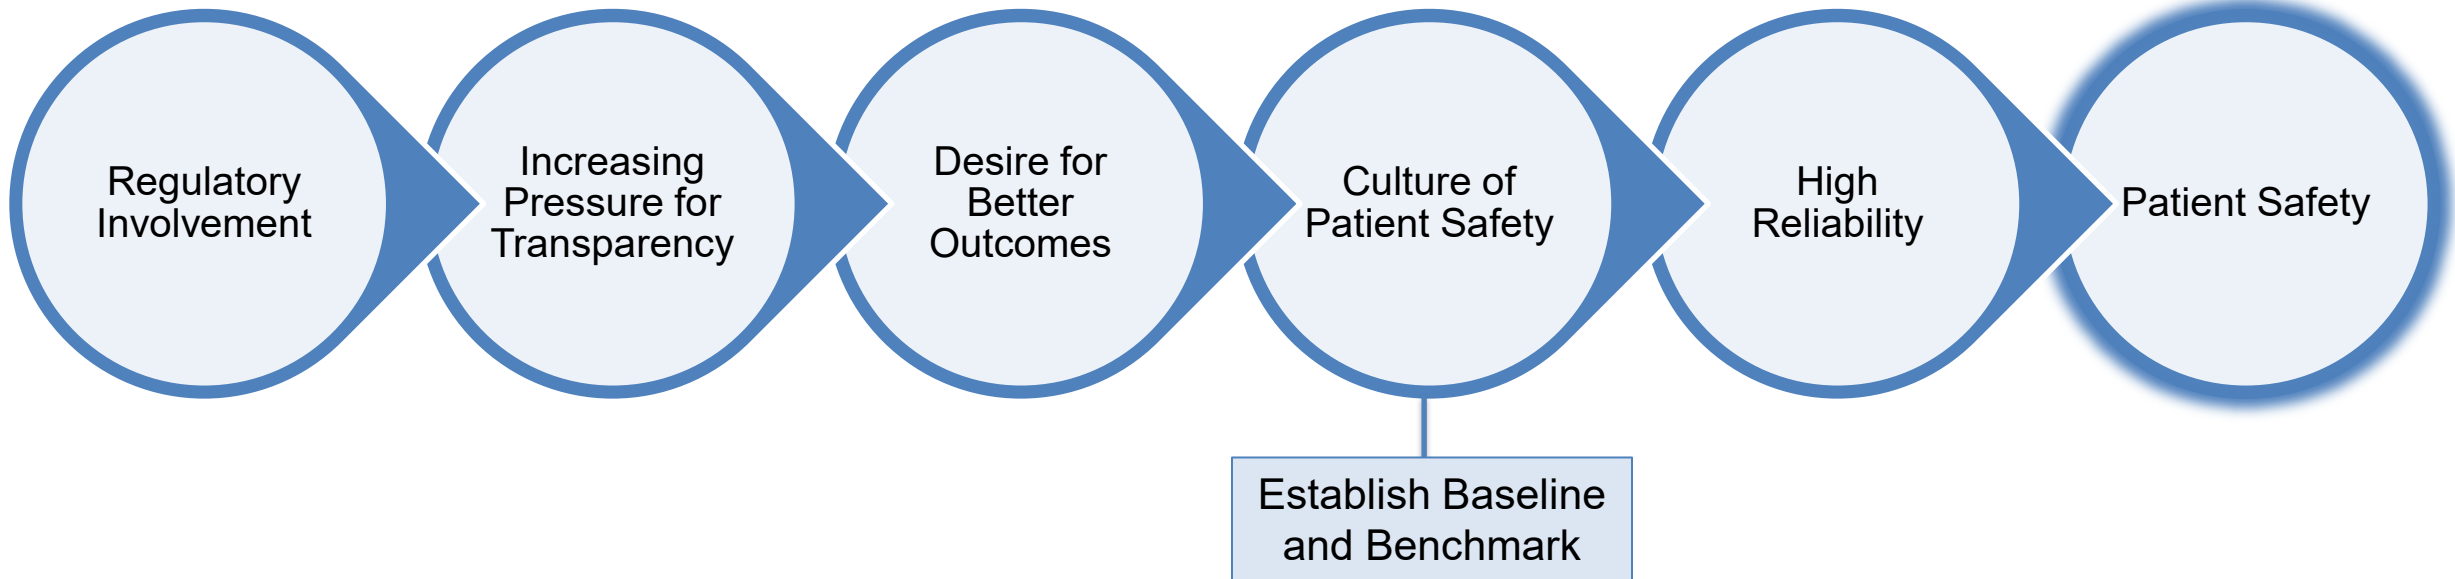 Regulatory
Involvement
Increasing
Pressure for
Transparency
Desire for
Better
Outcomes
Culture of
Patient Safety
High
Reliability
Patient Safety
Establish Baseline
and Benchmark